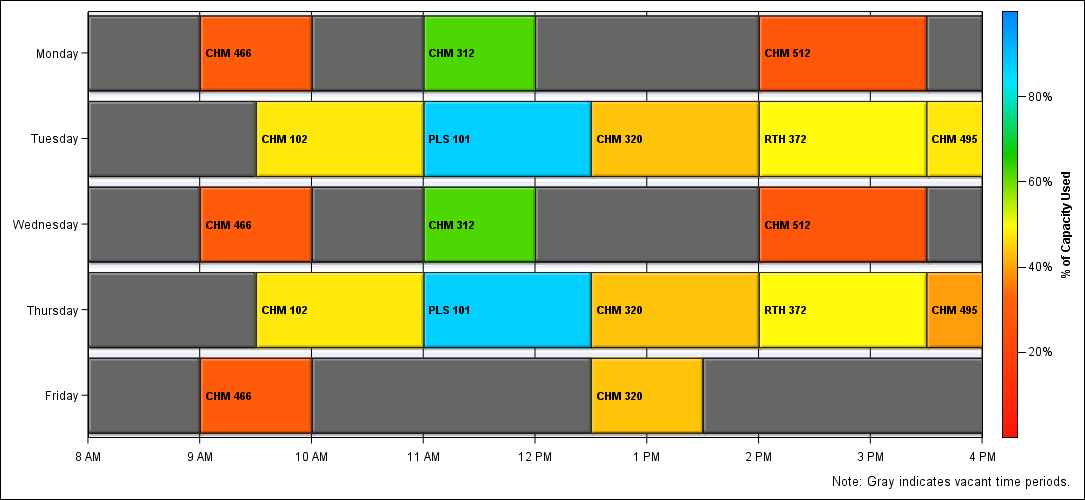 Monday CHM 466 CHM 312 CHM 512
Tuesday CHM 102 PLS 101 CHM 320 RTH 372 CHM 495
Wednesday CHM 466 CHM 312 CHM 512
Thursday CHM 102 PLS 101 CHM 320 RTH 372 CHM 495
Friday CHM 466 CHM 320
8 AM 9 AM 10 AM 11 AM 12 PM 1 PM 2 PM 3 PM 4 PM
80%
60%
40%
20%
% of Capacity Used
Note: Gray indicates vacant time periods.